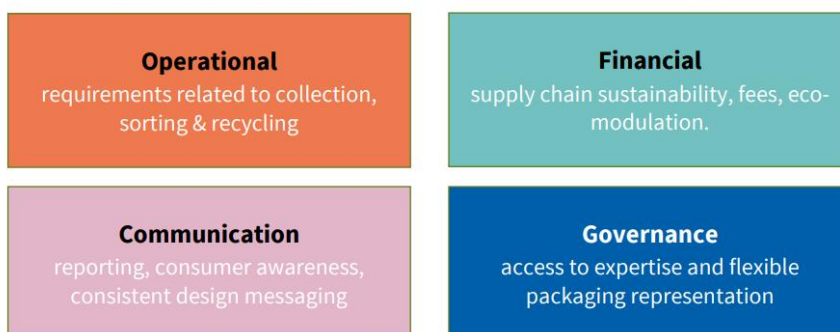 Operational
requirements related to collection,
sorting & recycling
Financial
supply chain sustainability, fees, eco-
modulation.
Communication
reporting, consumer awareness,
consistent design messaging
Governance
access to expertise and flexible
packaging representation